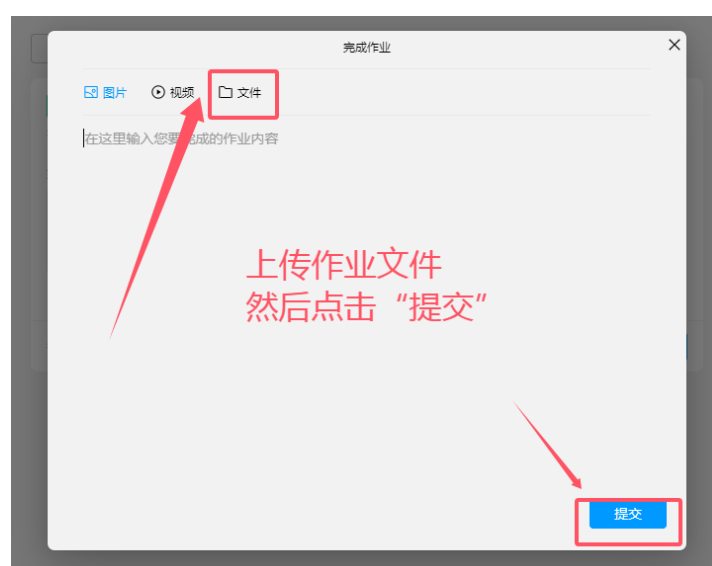 完成作业
图片 视频 文件
在这里输入您要完成的作业内容
上传作业文件
然后点击“提交”
提交